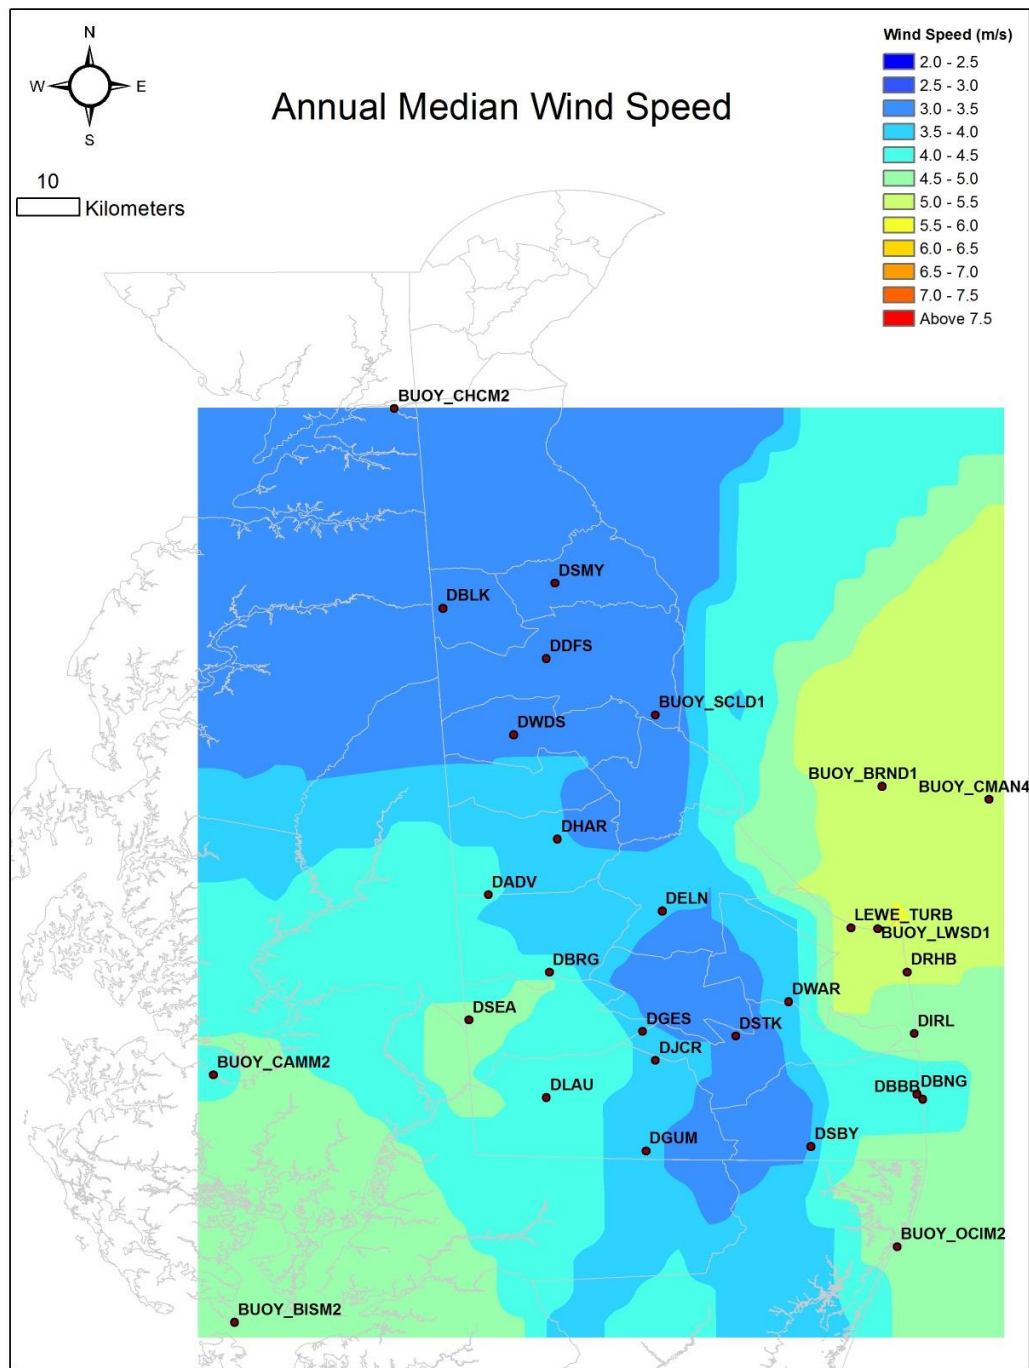 N
W E
S
10
Kilometers
Annual Median Wind Speed
Wind Speed (m/s)
2.0 - 2.5
2.5 - 3.0
3.0 - 3.5
3.5 - 4.0
4.0 - 4.5
4.5 - 5.0
5.0 - 5.5
5.5 - 6.0
6.0 - 6.5
6.5 - 7.0
7.0 - 7.5
Above 7.5
BUOY_CHCM2
DSMY
DBLK
DDFS
BUOY_SCLD1
DWDS
BUOY_BRND1
BUOY_CMAN4
DHAR
DADV
DELN
LEWE_TURB
BUOY_LWSD1
DBRG
DRHB
DWAR
DSEA
DGES
DSTK
DIRL
DJCR
BUOY_CAMM2
DLAU
DBBB
DBNG
DGUM
DSBY
BUOY_OCIM2
BUOY_BISM2